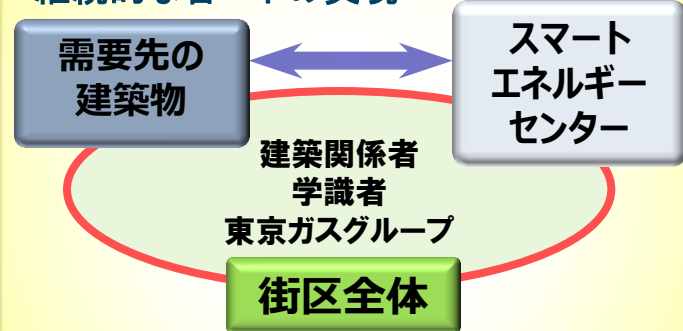 需要先の
建築物
スマート
エネルギー
センター
建築関係者
学識者
東京ガスグループ
街区全体